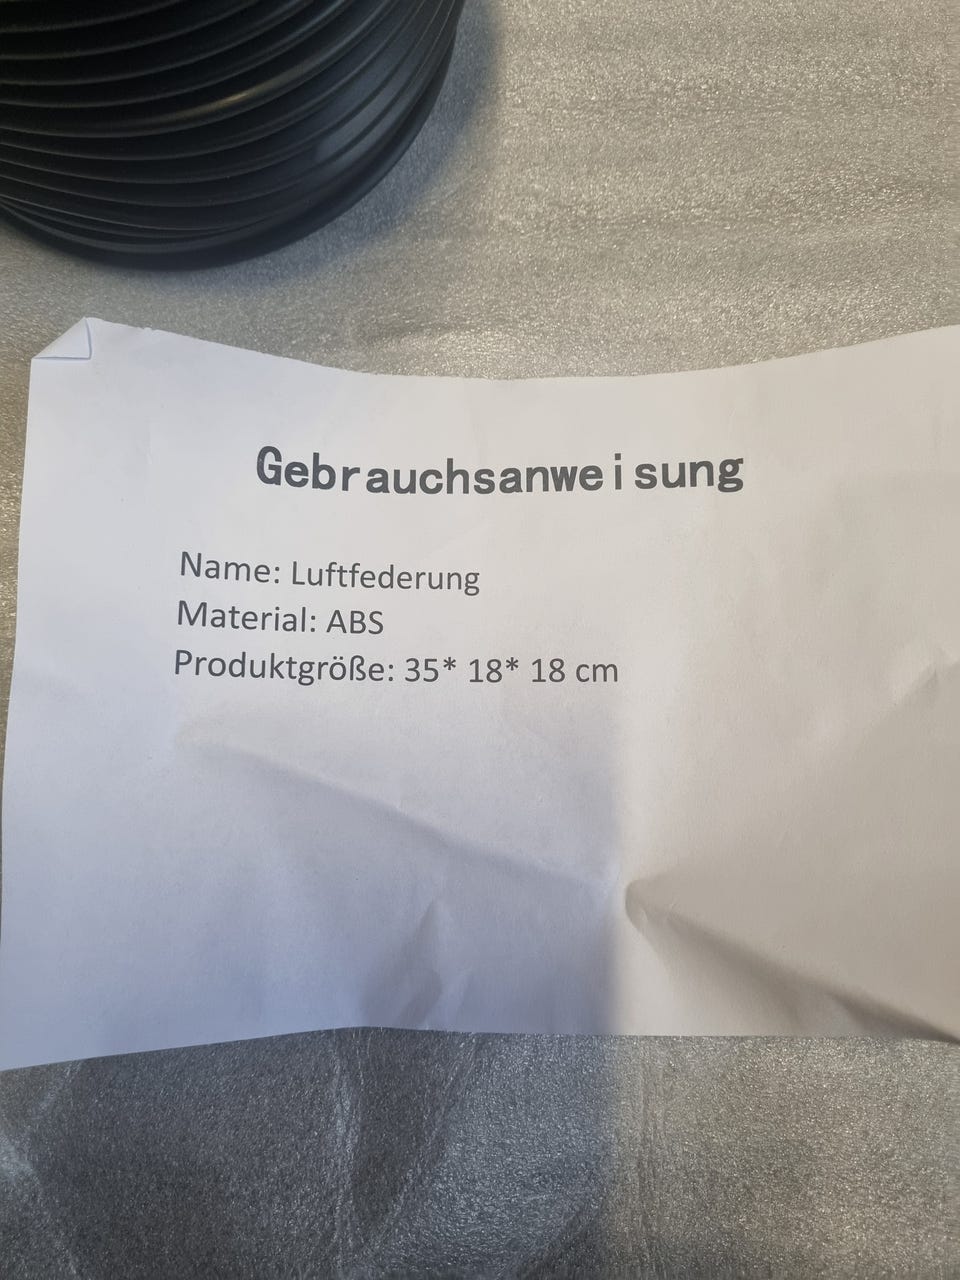 Gebrauchsanweisung
Name: Luftfederung
Material: ABS
Produktgröße: 35* 18* 18 cm